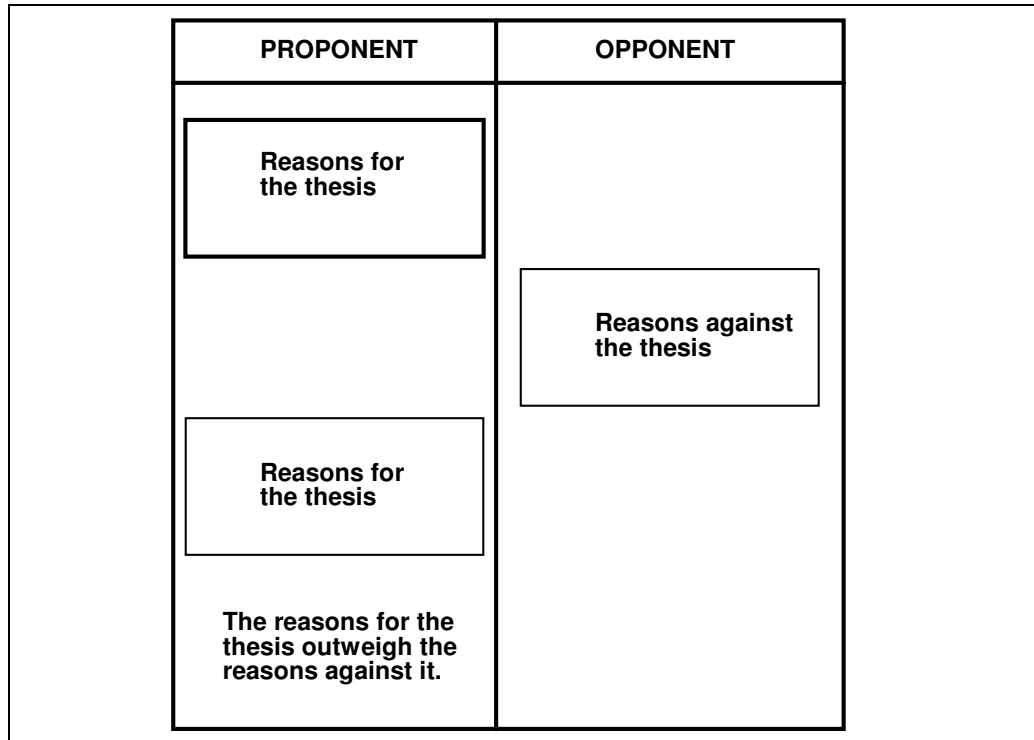 PROPONENT
OPPONENT
Reasons for
the thesis
Reasons against
the thesis
Reasons for
the thesis
The reasons for the
thesis outweigh the
reasons against it.